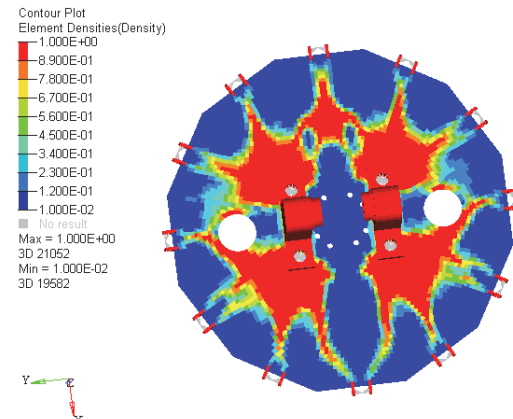 Contour Plot
Element Densities(Density)
1.000E+00
8.900E-01
7.800E-01
6.700E-01
5.600E-01
4.500E-01
3.400E-01
2.300E-01
1.200E-01
1.000E-02
No result
Max = 1.000E+00
3D 21052
Min = 1.000E-02
3D 19582
Y